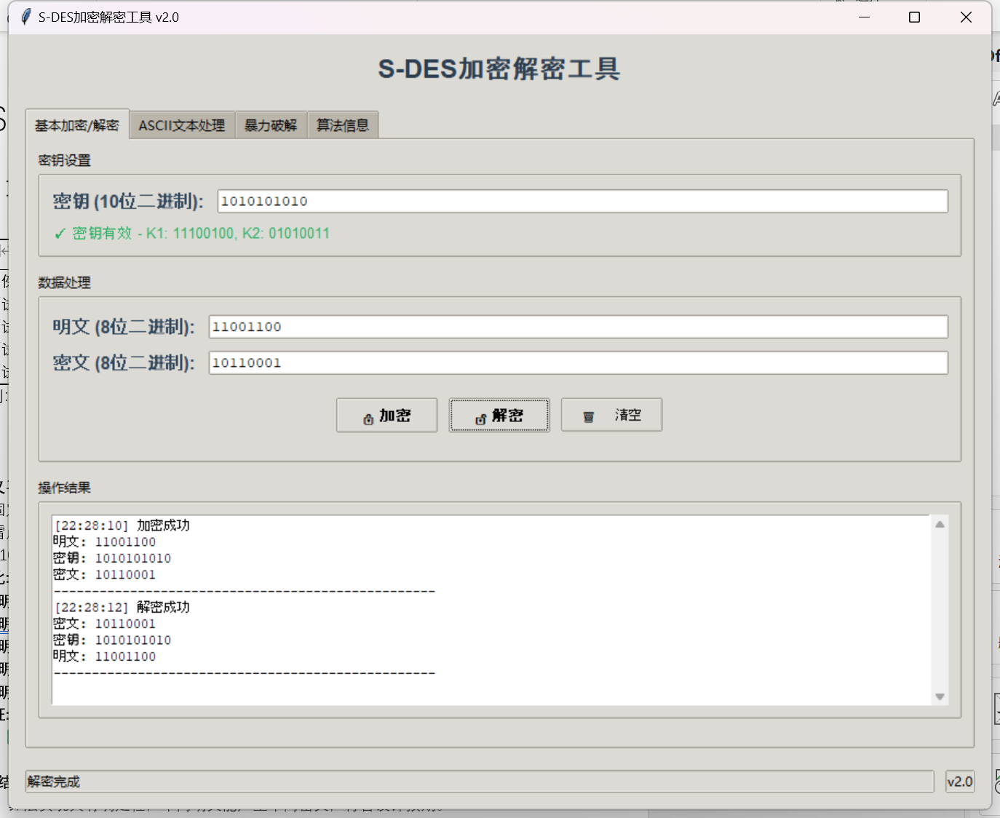 S-DES加密解密工具 v2.0
S-DES加密解密工具
基本加密/解密 ASCII文本处理 暴力破解 算法信息
密钥设置
密钥 (10位二进制): 1010101010
✓ 密钥有效 - K1: 11100100, K2: 01010011
数据处理
明文 (8位二进制): 11001100
密文 (8位二进制): 10110001
加密 解密 清空
操作结果
[22:28:10] 加密成功
明文: 11001100
密钥: 1010101010
密文: 10110001
--------------------------------------------------
[22:28:12] 解密成功
密文: 10110001
密钥: 1010101010
明文: 11001100
--------------------------------------------------
解密完成 v2.0